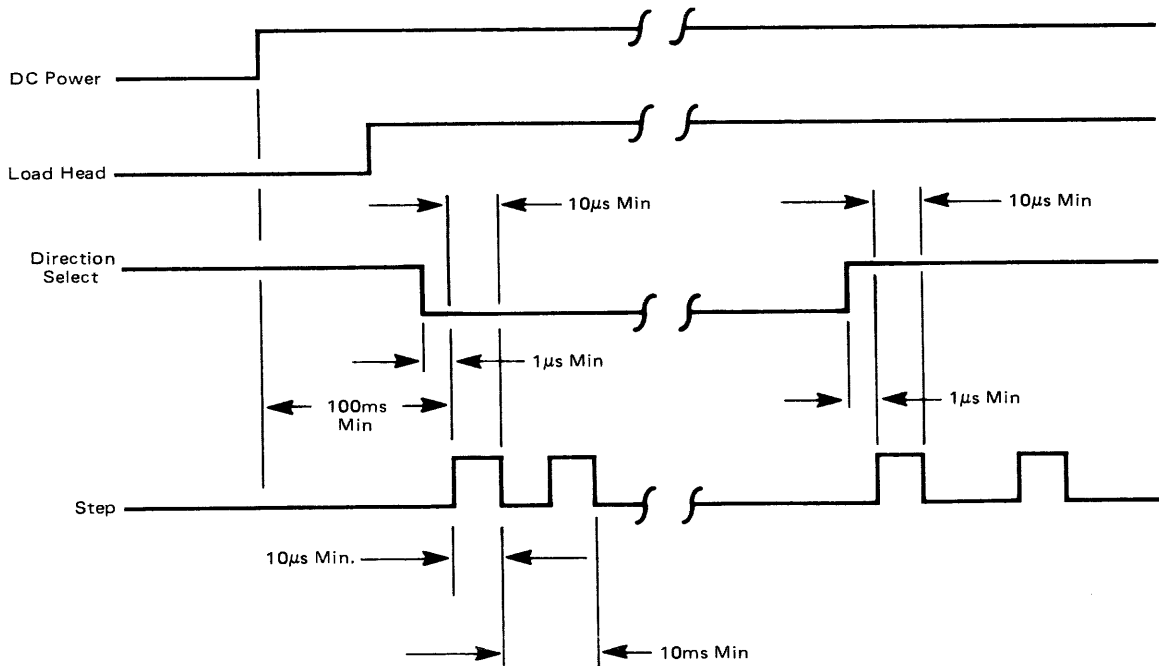 DC Power
Load Head
10μs Min
10μs Min
Direction
Select
1μs Min
1μs Min
100ms
Min
Step
10μs Min.
10ms Min